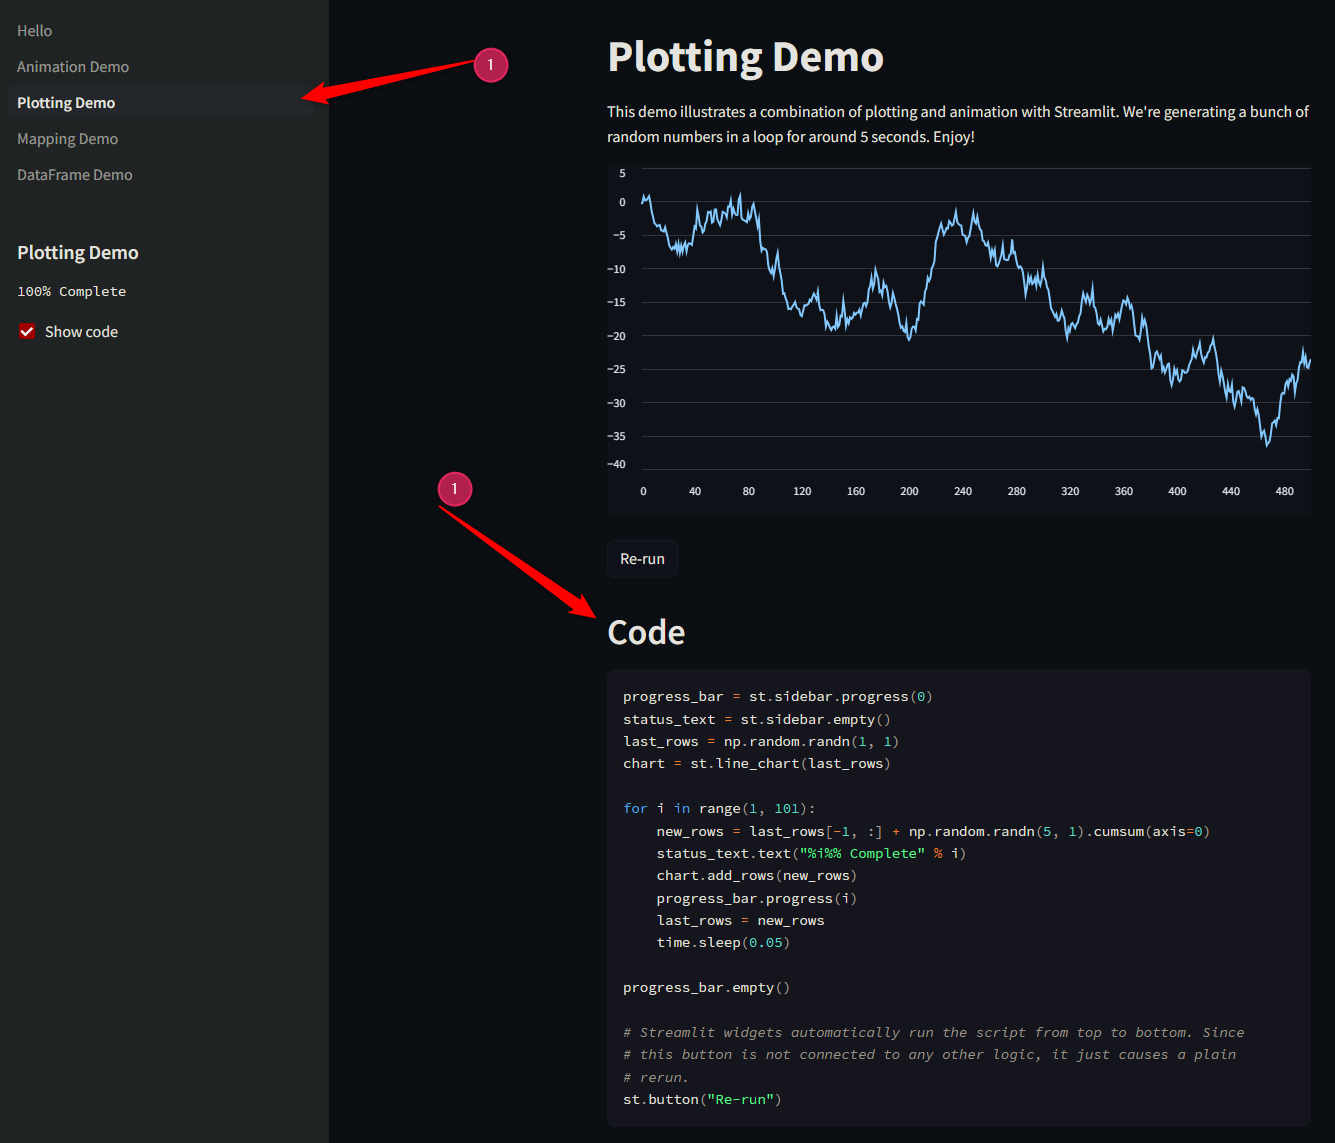 Hello
Animation Demo
Plotting Demo
Mapping Demo
DataFrame Demo
Plotting Demo
100% Complete
Show code
1
Plotting Demo
This demo illustrates a combination of plotting and animation with Streamlit. We're generating a bunch of
random numbers in a loop for around 5 seconds. Enjoy!
5
0
−5
−10
−15
−20
−25
−30
−35
−40
0 40 80 120 160 200 240 280 320 360 400 440 480
1
Re-run
Code
progress_bar = st.sidebar.progress(0)
status_text = st.sidebar.empty()
last_rows = np.random.randn(1, 1)
chart = st.line_chart(last_rows)
for i in range(1, 101):
    new_rows = last_rows[-1, :] + np.random.randn(5, 1).cumsum(axis=0)
    status_text.text("%i%% Complete" % i)
    chart.add_rows(new_rows)
    progress_bar.progress(i)
    last_rows = new_rows
    time.sleep(0.05)
progress_bar.empty()
# Streamlit widgets automatically run the script from top to bottom. Since
# this button is not connected to any other logic, it just causes a plain
# rerun.
st.button("Re-run")